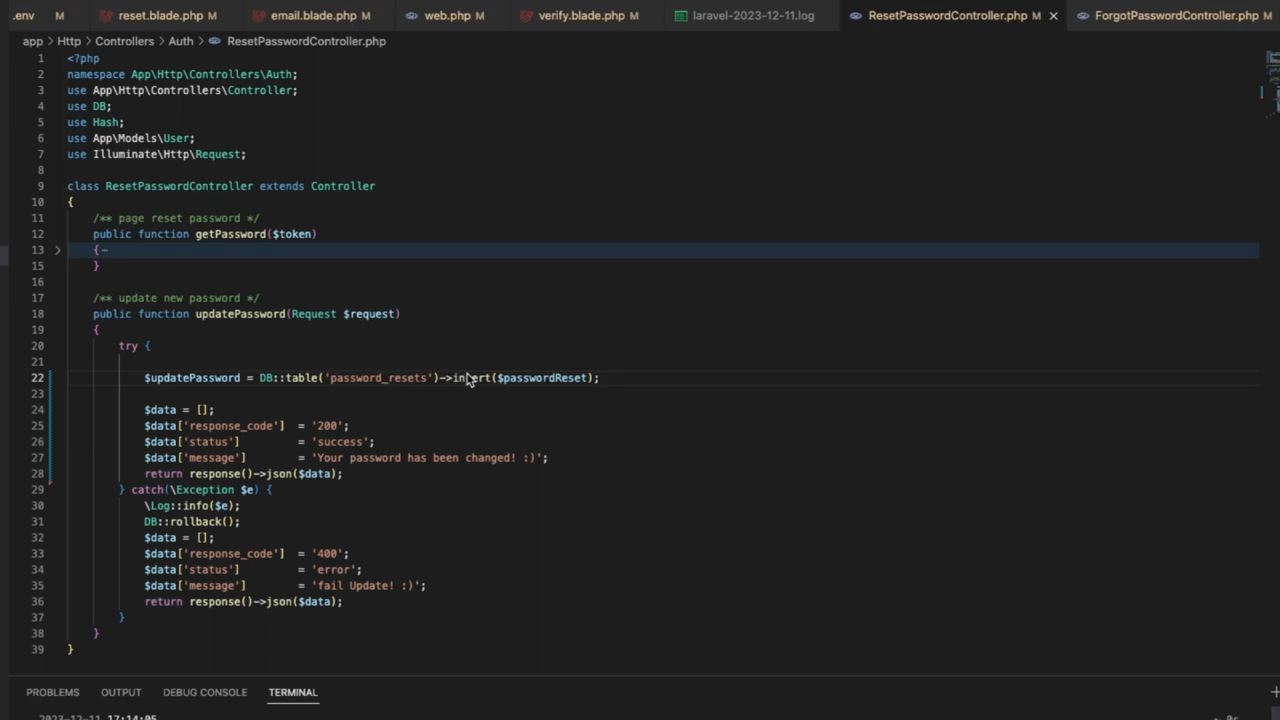 .env M reset.blade.php M email.blade.php M web.php M verify.blade.php M laravel-2023-12-11.log ResetPasswordController.php M ForgotPasswordController.php M
app > Http > Controllers > Auth > ResetPasswordController.php
1 <?php
2 namespace App\Http\Controllers\Auth;
3 use App\Http\Controllers\Controller;
4 use DB;
5 use Hash;
6 use App\Models\User;
7 use Illuminate\Http\Request;
8
9 class ResetPasswordController extends Controller
10 {
11 /** page reset password */
12 public function getPassword($token)
13 {
15 }
16
17 /** update new password */
18 public function updatePassword(Request $request)
19 {
20 try {
21
22 $updatePassword = DB::table('password_resets')->insert($passwordReset);
23
24 $data = [];
25 $data['response_code'] = '200';
26 $data['status'] = 'success';
27 $data['message'] = 'Your password has been changed! :)';
28 return response()->json($data);
29 } catch(\Exception $e) {
30 \Log::info($e);
31 DB::rollback();
32 $data = [];
33 $data['response_code'] = '400';
34 $data['status'] = 'error';
35 $data['message'] = 'fail Update! :)';
36 return response()->json($data);
37 }
38 }
39 }
PROBLEMS OUTPUT DEBUG CONSOLE TERMINAL
2023-12-11 17:14:05